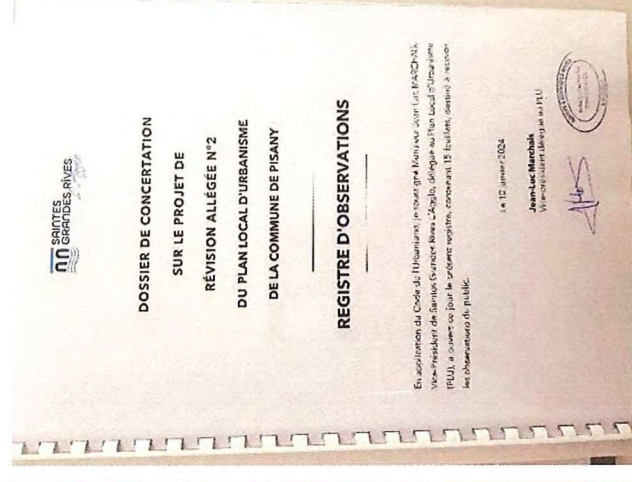 SAINTES
GRANDES RIVES
DOSSIER DE CONCERTATION
SUR LE PROJET DE
RÉVISION ALLÉGÉE N°2
DU PLAN LOCAL D'URBANISME
DE LA COMMUNE DE PISANY
REGISTRE D'OBSERVATIONS
En application du Code de l'Urbanisme, je soussigné Monsieur Jean-Luc MARCHAIS,
Vice-Président de Saintes Grandes Rives L'Agglo, délégué au Plan Local d'Urbanisme
(PLU), a ouvert ce jour le présent registre, contenant 15 feuillets, destiné à recevoir
les observations du public.
Le 10 janvier 2024
Jean-Luc Marchais
Vice-président délégué au PLU